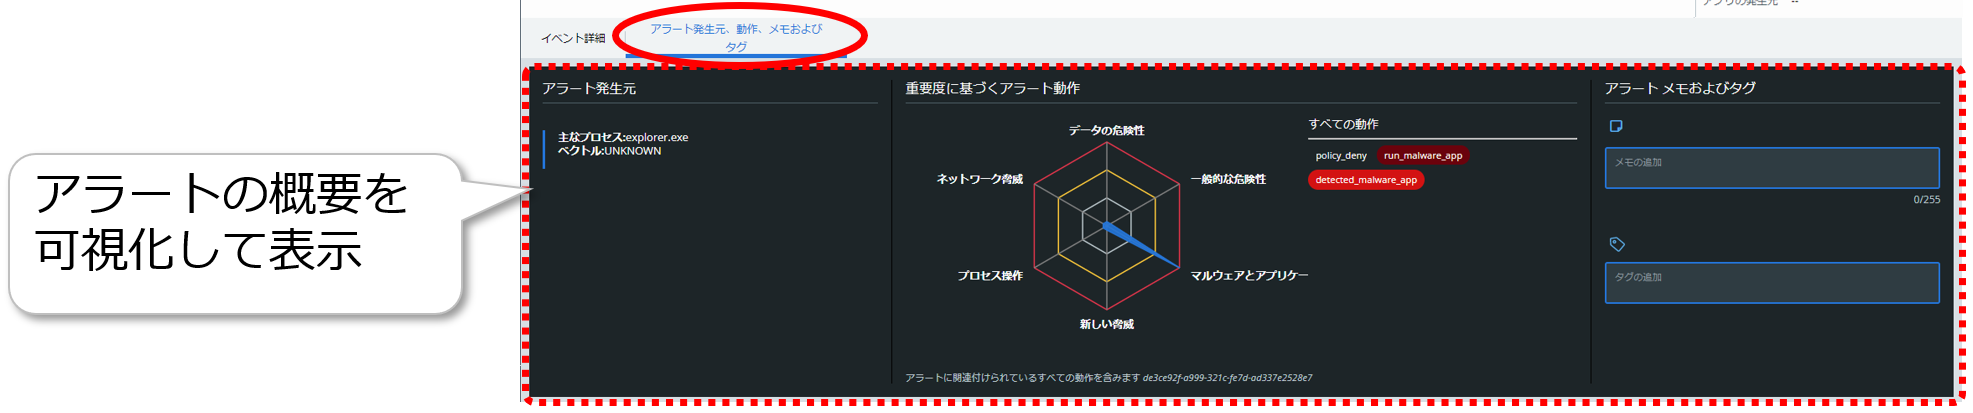 アプリの発生元 --
イベント詳細
アラート発生元、動作、メモおよび
タグ
アラートの概要を
可視化して表示
アラート発生元
主なプロセス:explorer.exe
ベクトル:UNKNOWN
重要度に基づくアラート動作
データの危険性
ネットワーク脅威
一般的な危険性
プロセス操作
マルウェアとアプリケー
新しい脅威
すべての動作
policy_deny run_malware_app
detected_malware_app
アラートに関連付けられているすべての動作を含みます de3ce92f-a999-321c-fe7d-ad337e2528e7
アラート メモおよびタグ
メモの追加
0/255
タグの追加